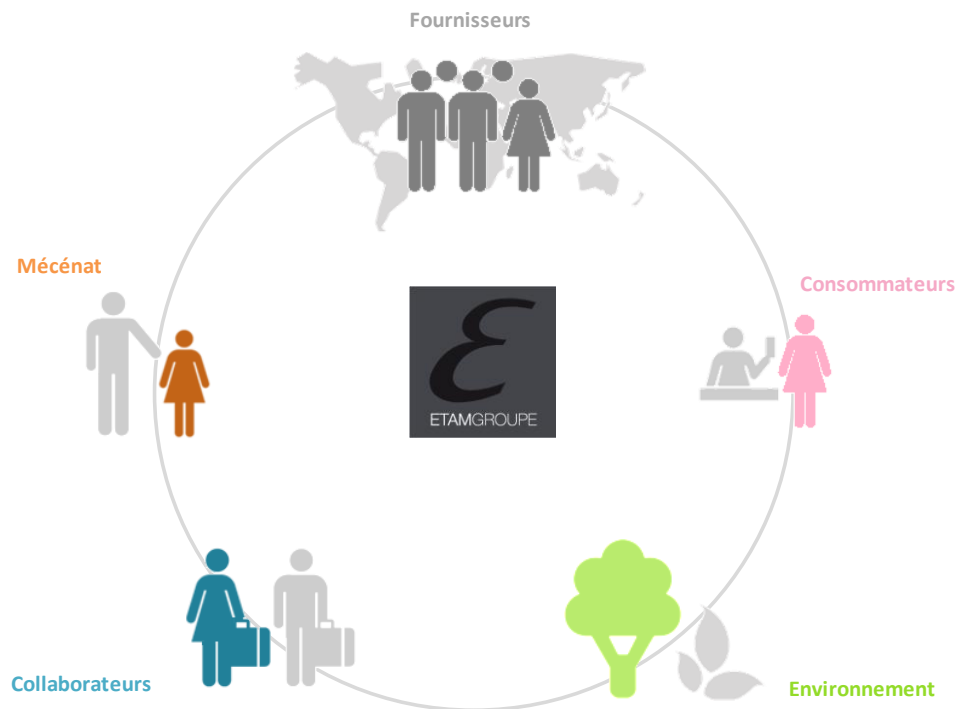 Fournisseurs
Mécénat
Consommateurs
ETAMGROUPE
Collaborateurs
Environnement